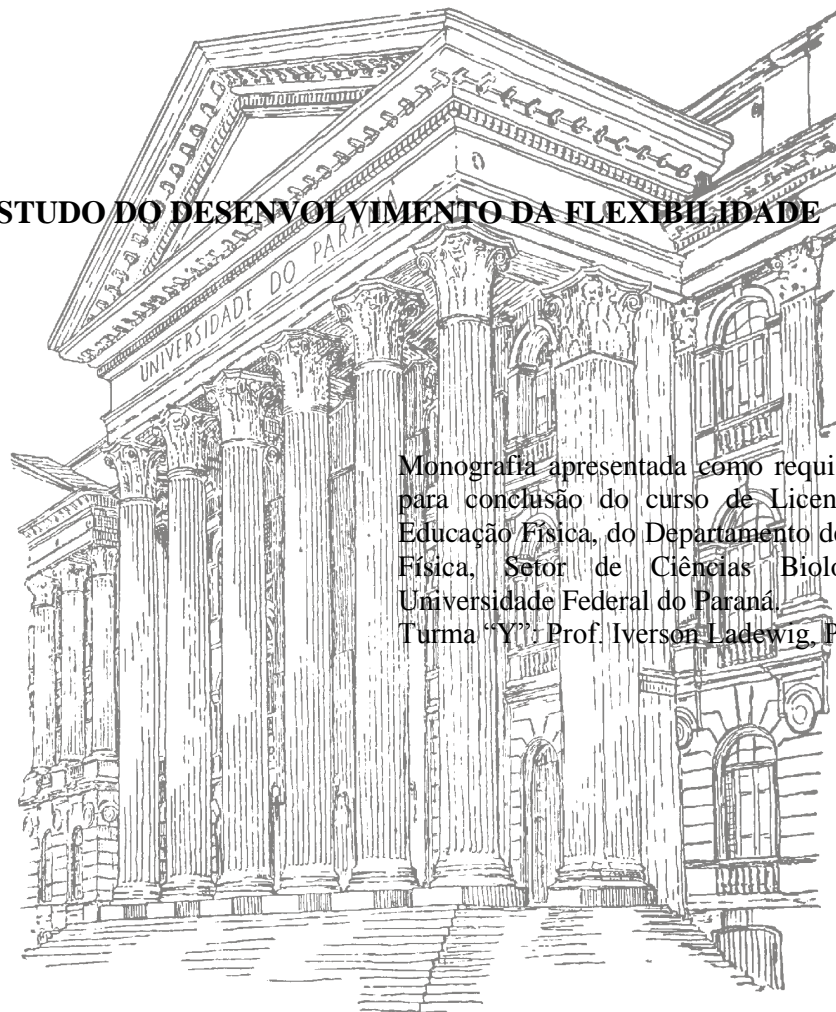 STUDO DO DESENVOLVIMENTO DA FLEXIBILIDADE
UNIVERSIDADE DO PARANÁ
Monografia apresentada como requi
para conclusão do curso de Licen
Educação Física, do Departamento de
Física, Setor de Ciências Biolo
Universidade Federal do Paraná.
Turma “Y”: Prof. Iverson Ladewig, P